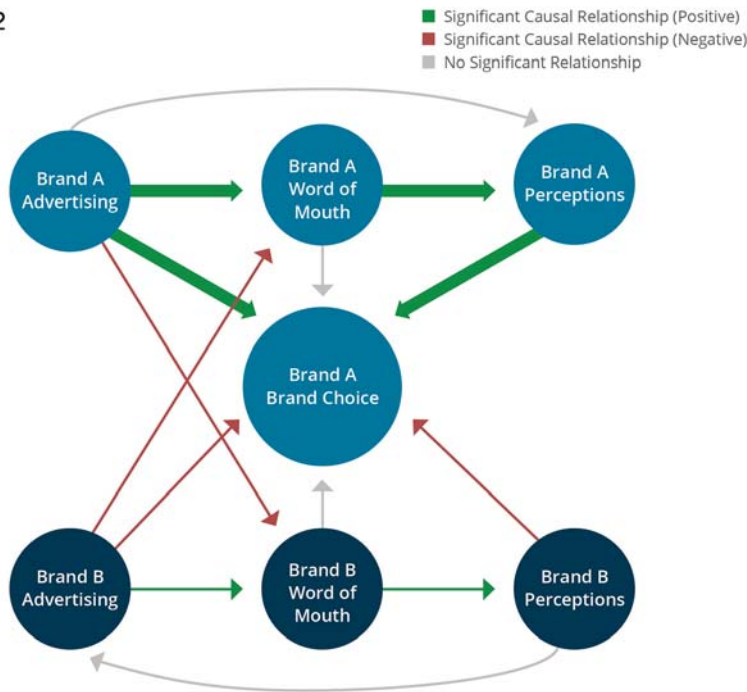 2
Significant Causal Relationship (Positive)
Significant Causal Relationship (Negative)
No Significant Relationship
Brand A
Advertising
Brand A
Word of
Mouth
Brand A
Perceptions
Brand A
Brand Choice
Brand B
Advertising
Brand B
Word of
Mouth
Brand B
Perceptions